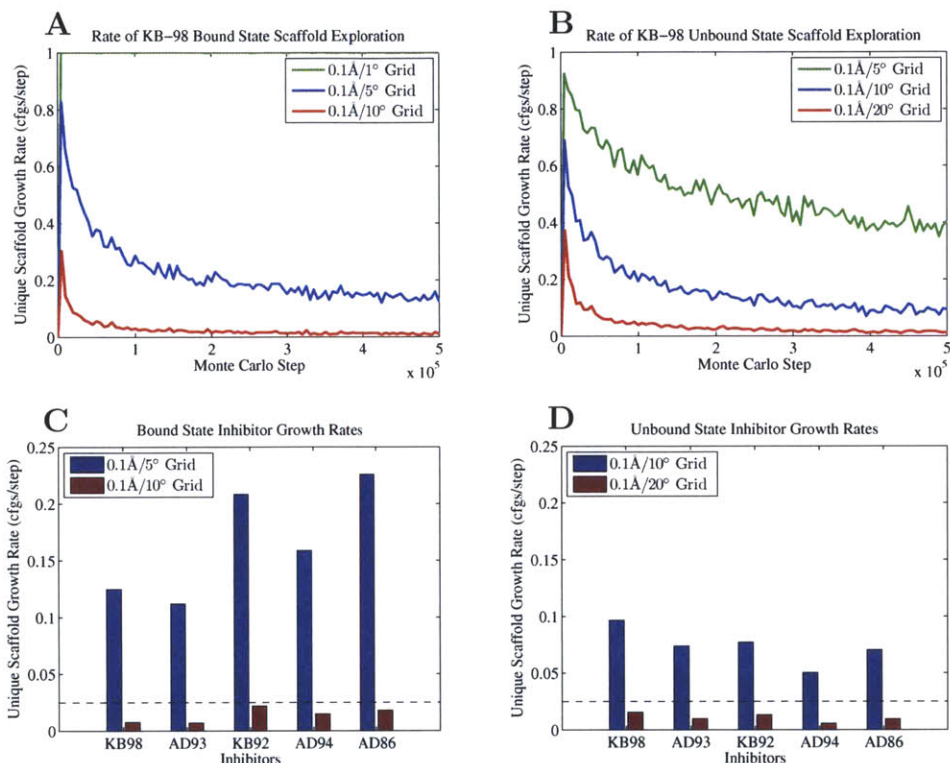 A
Rate of KB−98 Bound State Scaffold Exploration
Unique Scaffold Growth Rate (cfgs/step)
1
0.8
0.6
0.4
0.2
0
0.1Å/1° Grid
0.1Å/5° Grid
0.1Å/10° Grid
0 1 2 3 4 5
Monte Carlo Step
x 10⁵
B
Rate of KB−98 Unbound State Scaffold Exploration
Unique Scaffold Growth Rate (cfgs/step)
1
0.8
0.6
0.4
0.2
0
0.1Å/5° Grid
0.1Å/10° Grid
0.1Å/20° Grid
0 1 2 3 4 5
Monte Carlo Step
x 10⁵
C
Bound State Inhibitor Growth Rates
Unique Scaffold Growth Rate (cfgs/step)
0.25
0.2
0.15
0.1
0.05
0
0.1Å/5° Grid
0.1Å/10° Grid
KB98 AD93 KB92 AD94 AD86
Inhibitors
D
Unbound State Inhibitor Growth Rates
Unique Scaffold Growth Rate (cfgs/step)
0.25
0.2
0.15
0.1
0.05
0
0.1Å/10° Grid
0.1Å/20° Grid
KB98 AD93 KB92 AD94 AD86
Inhibitors